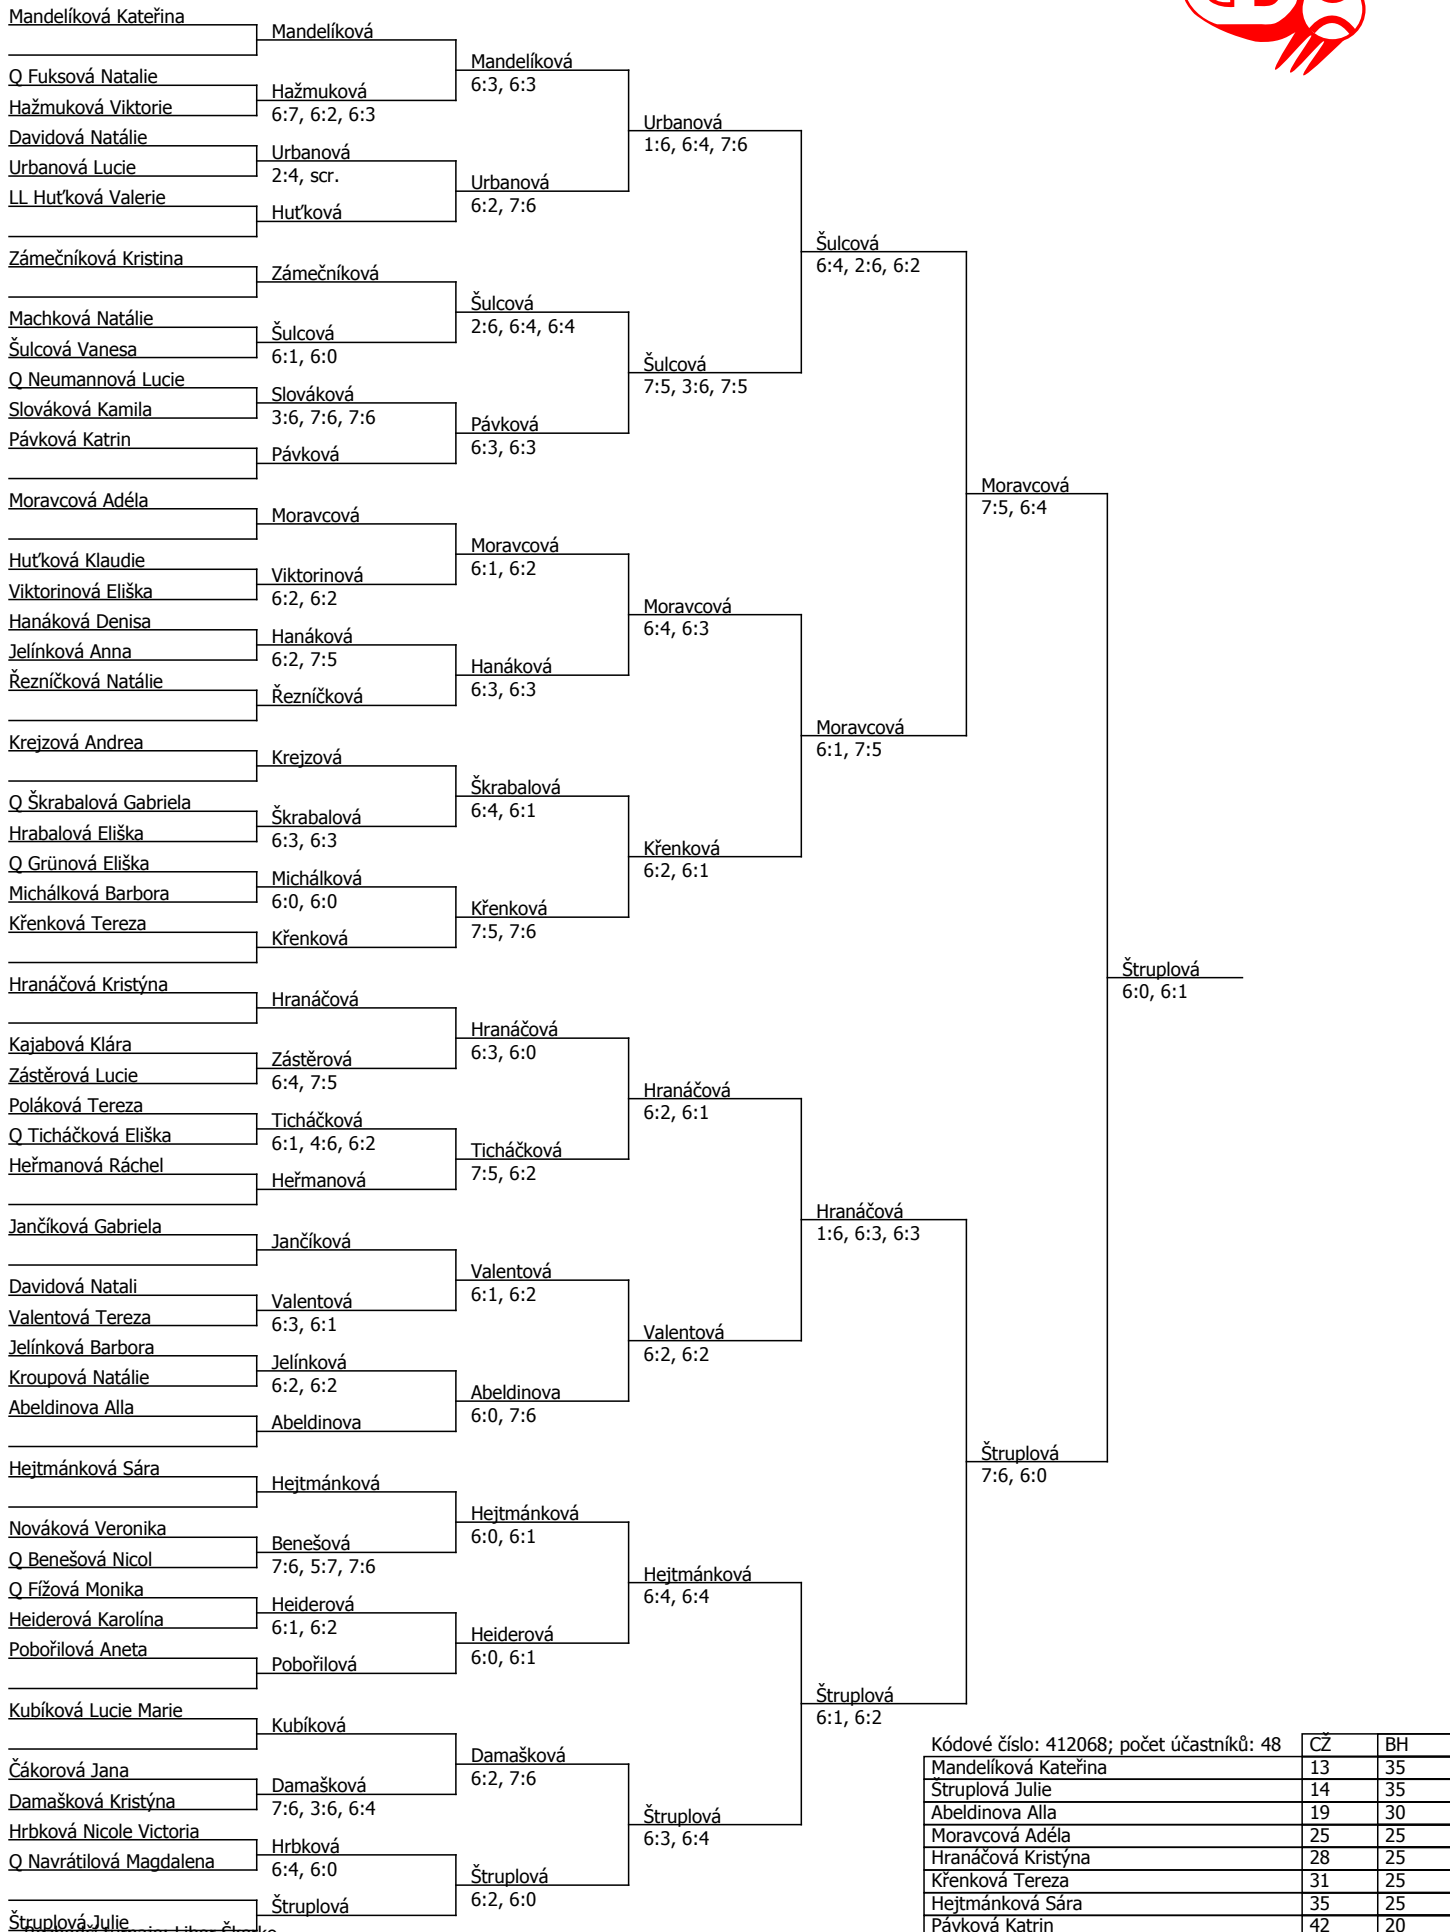 Mandelíková Kateřina
Q Fuksová Natalie
Hažmuková Viktorie
Davidová Natálie
Urbanová Lucie
LL Huťková Valerie
Zámečníková Kristina
Machková Natálie
Šulcová Vanesa
Q Neumannová Lucie
Slováková Kamila
Pávková Katrin
Moravcová Adéla
Huťková Klaudie
Viktorinová Eliška
Hanáková Denisa
Jelínková Anna
Řezníčková Natálie
Krejzová Andrea
Q Škrabalová Gabriela
Hrabalová Eliška
Q Grünová Eliška
Michálková Barbora
Křenková Tereza
Hranáčová Kristýna
Kajabová Klára
Zástěrová Lucie
Poláková Tereza
Q Ticháčková Eliška
Heřmanová Ráchel
Jančíková Gabriela
Davidová Natali
Valentová Tereza
Jelínková Barbora
Kroupová Natálie
Abeldinova Alla
Hejtmánková Sára
Nováková Veronika
Q Benešová Nicol
Q Fížová Monika
Heiderová Karolína
Pobořilová Aneta
Kubíková Lucie Marie
Čákorová Jana
Damašková Kristýna
Hrbková Nicole Victoria
Q Navrátilová Magdalena
Štruplová Julie
Mandelíková
Hažmuková
6:7, 6:2, 6:3
Urbanová
2:4, scr.
Huťková
Zámečníková
Šulcová
6:1, 6:0
Slováková
3:6, 7:6, 7:6
Pávková
Moravcová
Viktorinová
6:2, 6:2
Hanáková
6:2, 7:5
Řezníčková
Krejzová
Škrabalová
6:3, 6:3
Michálková
6:0, 6:0
Křenková
Hranáčová
Zástěrová
6:4, 7:5
Ticháčková
6:1, 4:6, 6:2
Heřmanová
Jančíková
Valentová
6:3, 6:1
Jelínková
6:2, 6:2
Abeldinova
Hejtmánková
Benešová
7:6, 5:7, 7:6
Heiderová
6:1, 6:2
Pobořilová
Kubíková
Damašková
7:6, 3:6, 6:4
Hrbková
6:4, 6:0
Štruplová
Mandelíková
6:3, 6:3
Urbanová
6:2, 7:6
Šulcová
2:6, 6:4, 6:4
Pávková
6:3, 6:3
Moravcová
6:1, 6:2
Hanáková
6:3, 6:3
Škrabalová
6:4, 6:1
Křenková
7:5, 7:6
Hranáčová
6:3, 6:0
Ticháčková
7:5, 6:2
Valentová
6:1, 6:2
Abeldinova
6:0, 7:6
Hejtmánková
6:0, 6:1
Heiderová
6:0, 6:1
Damašková
6:2, 7:6
Štruplová
6:2, 6:0
Urbanová
1:6, 6:4, 7:6
Šulcová
7:5, 3:6, 7:5
Moravcová
6:4, 6:3
Křenková
6:2, 6:1
Hranáčová
6:2, 6:1
Valentová
6:2, 6:2
Hejtmánková
6:4, 6:4
Štruplová
6:3, 6:4
Šulcová
6:4, 2:6, 6:2
Moravcová
6:1, 7:5
Hranáčová
1:6, 6:3, 6:3
Štruplová
6:1, 6:2
Moravcová
7:5, 6:4
Štruplová
7:6, 6:0
Štruplová
6:0, 6:1
Kódové číslo: 412068; počet účastníků: 48 CŽ BH
Mandelíková Kateřina 13 35
Štruplová Julie 14 35
Abeldinova Alla 19 30
Moravcová Adéla 25 25
Hranáčová Kristýna 28 25
Křenková Tereza 31 25
Hejtmánková Sára 35 25
Pávková Katrin 42 20